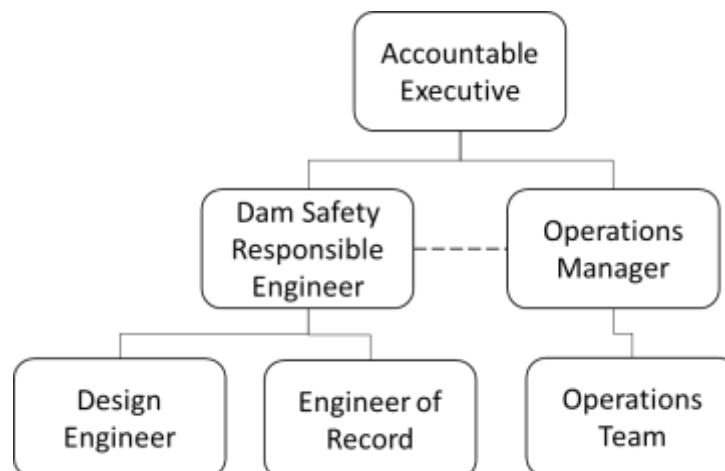 Accountable
Executive
Dam Safety
Responsible
Engineer
Operations
Manager
Design
Engineer
Engineer of
Record
Operations
Team